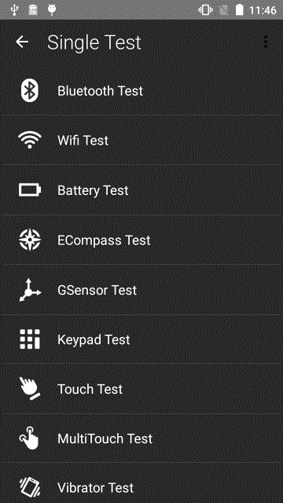 11:46
Single Test
Bluetooth Test
Wifi Test
Battery Test
ECompass Test
GSensor Test
Keypad Test
Touch Test
MultiTouch Test
Vibrator Test